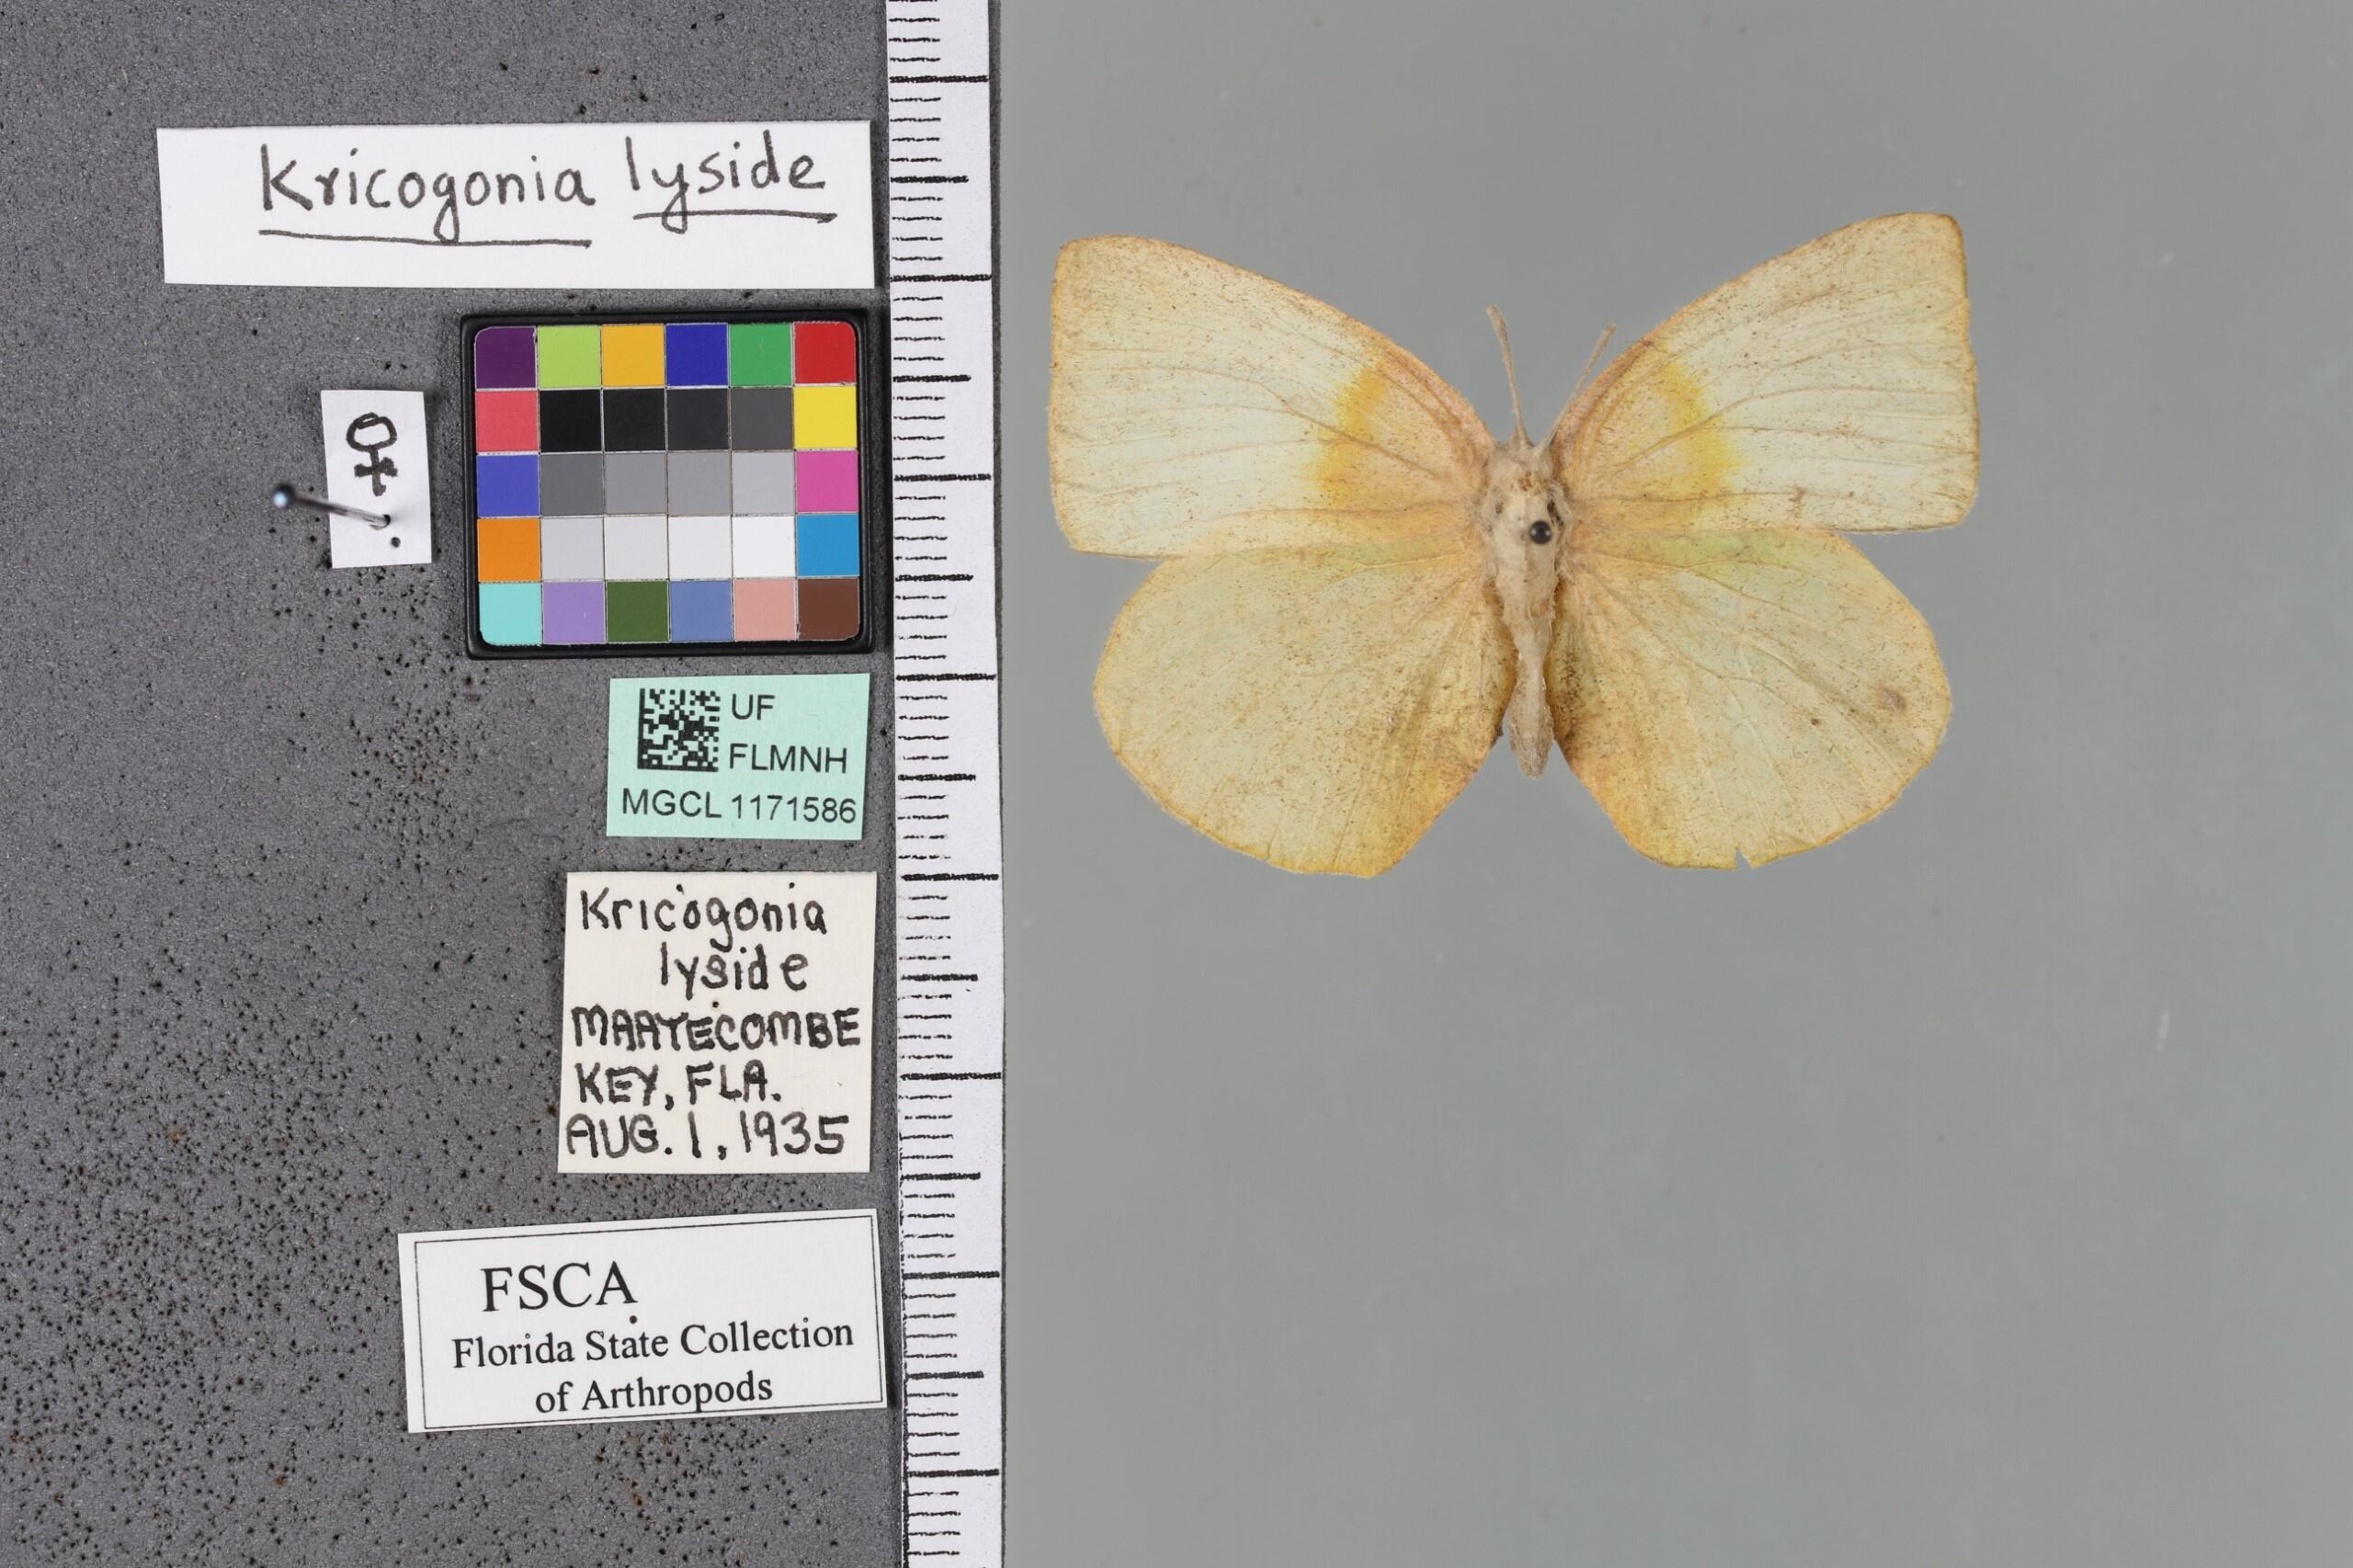 Kricogonia lyside
♀
UF
FLMNH
MGCL 1171586
Kricogonia
lyside
MAAYECOMBE
KEY, FLA.
AUG. 1, 1935
FSCA
Florida State Collection
of Arthropods